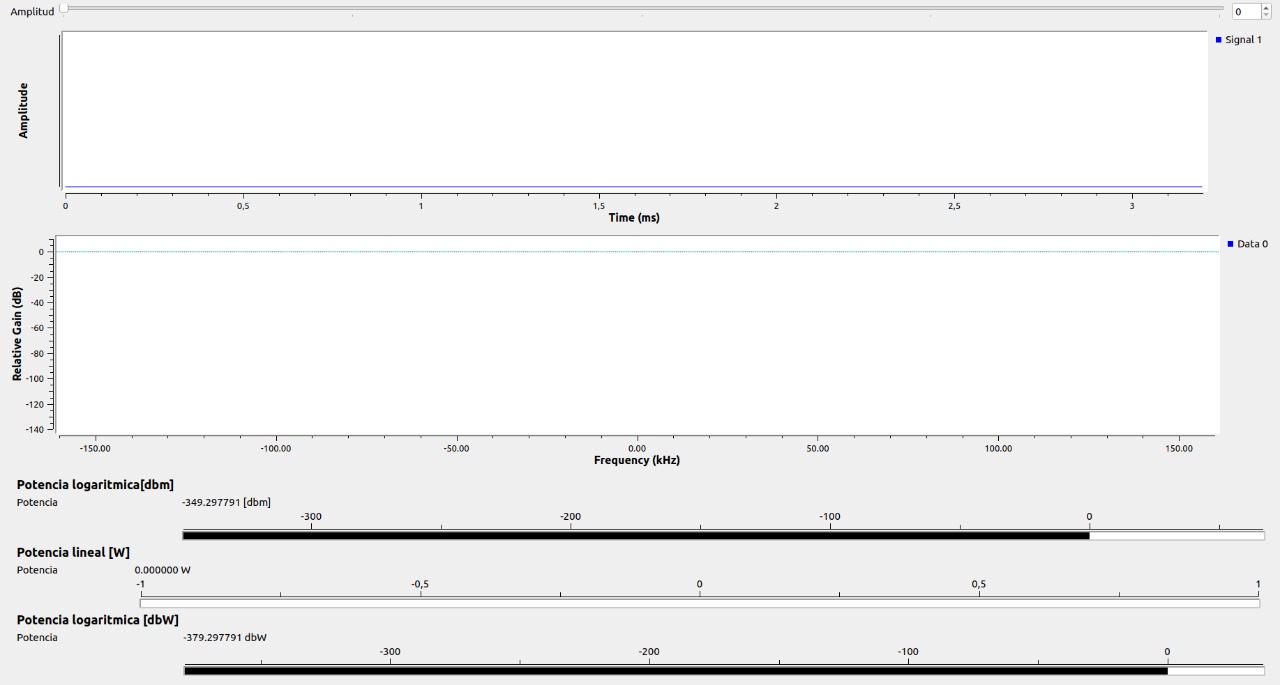 Amplitud 0
Signal 1
Amplitude
0 0,5 1 1,5 2 2,5 3
Time (ms)
Data 0
Relative Gain (dB)
0
-20
-40
-60
-80
-100
-120
-140
-150.00 -100.00 -50.00 0.00 50.00 100.00 150.00
Frequency (kHz)
Potencia logaritmica[dbm]
Potencia -349.297791 [dbm]
-300 -200 -100 0
Potencia lineal [W]
Potencia 0.000000 W
-1 -0,5 0 0,5 1
Potencia logaritmica [dbW]
Potencia -379.297791 dbW
-300 -200 -100 0